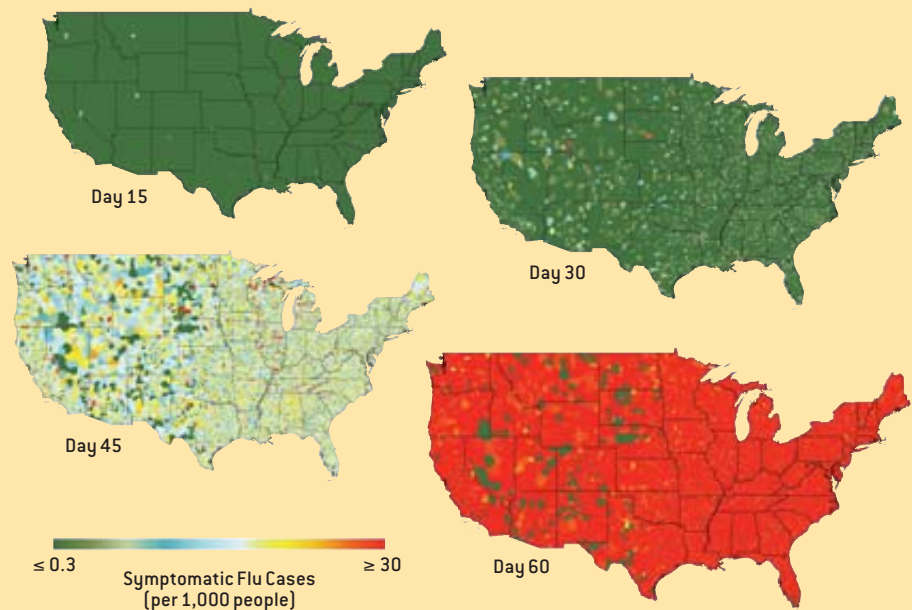 Day 15
Day 30
Day 45
Day 60
≤ 0.3
≥ 30
Symptomatic Flu Cases
(per 1,000 people)